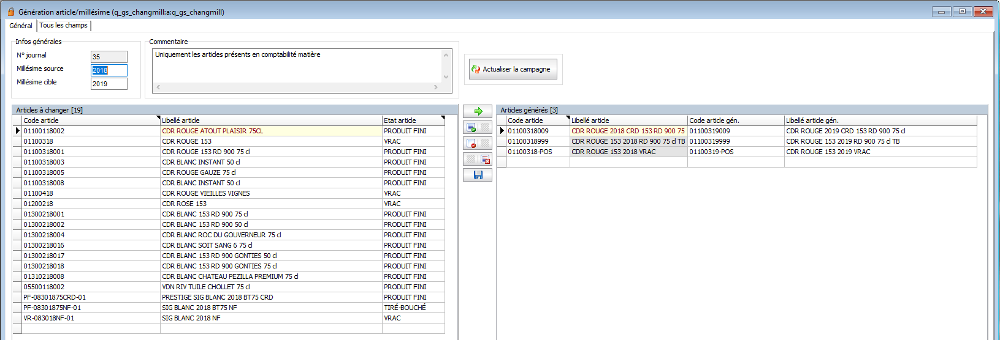 Génération article/millésime (q_gs_changmill:a:q_gs_changmill)
Général Tous les champs
Infos générales
N° journal 35
Millésime source 2018
Millésime cible 2019
Commentaire
Uniquement les articles présents en comptabilité matière
Actualiser la campagne
Articles à changer [19]
Code article Libellé article Etat article
01100118002 CDR ROUGE ATOUT PLAISIR 75CL PRODUIT FINI
01100318 CDR ROUGE 153 VRAC
01100318001 CDR ROUGE 153 RD 900 75 cl PRODUIT FINI
01100318003 CDR BLANC INSTANT 50 cl PRODUIT FINI
01100318005 CDR ROUGE GAUZE 75 cl PRODUIT FINI
01100318008 CDR BLANC INSTANT 50 cl PRODUIT FINI
01100418 CDR ROUGE VIEILLES VIGNES VRAC
01200218 CDR ROSE 153 VRAC
01300218001 CDR BLANC 153 RD 900 75 cl PRODUIT FINI
01300218002 CDR BLANC 153 RD 900 50 cl PRODUIT FINI
01300218004 CDR BLANC ROC DU GOUVERNEUR 75 cl PRODUIT FINI
01300218016 CDR BLANC SOIT SANG 6 75 cl PRODUIT FINI
01300218017 CDR BLANC 153 RD 900 GONTIES 50 cl PRODUIT FINI
01300218018 CDR BLANC 153 RD 900 GONTIES 75 cl PRODUIT FINI
01310218008 CDR BLANC CHATEAU PEZILLA PREMIUM 75 cl PRODUIT FINI
05500118002 VDN RIV TUILE CHOLLET 75 cl PRODUIT FINI
PF-08301875CRD-01 PRESTIGE SIG BLANC 2018 BT75 CRD PRODUIT FINI
PF-08301875NF-01 SIG BLANC 2018 BT75 NF TIRÉ-BOUCHÉ
VR-083018NF-01 SIG BLANC 2018 NF VRAC
Articles générés [3]
Code article Libellé article Code article gén. Libellé article gén.
01100318009 CDR ROUGE 2018 CRD 153 RD 900 75 01100319009 CDR ROUGE 2019 CRD 153 RD 900 75 cl
01100318999 CDR ROUGE 153 2018 RD 900 75 cl TB 01100319999 CDR ROUGE 153 2019 RD 900 75 cl TB
01100318-POS CDR ROUGE 153 2018 VRAC 01100319-POS CDR ROUGE 153 2019 VRAC